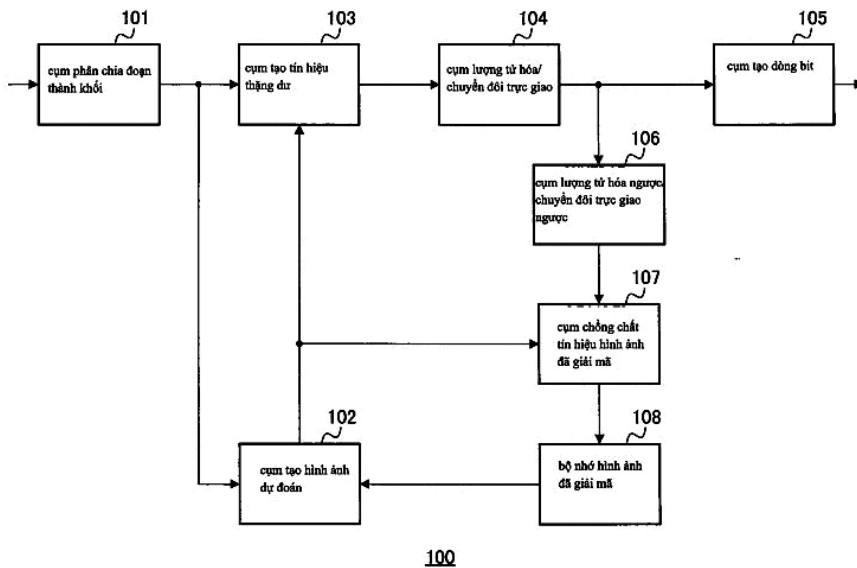 101
cụm phân chia đoạn
thành khối
103
cụm tạo tín hiệu
thặng dư
104
cụm lượng tử hóa/
chuyển đổi trực giao
105
cụm tạo dòng bit
106
cụm lượng tử hóa ngược/
chuyển đổi trực giao
ngược
107
cụm chồng chất
tín hiệu hình ảnh
đã giải mã
102
cụm tạo hình ảnh
dự đoán
108
bộ nhớ hình ảnh
đã giải mã
100